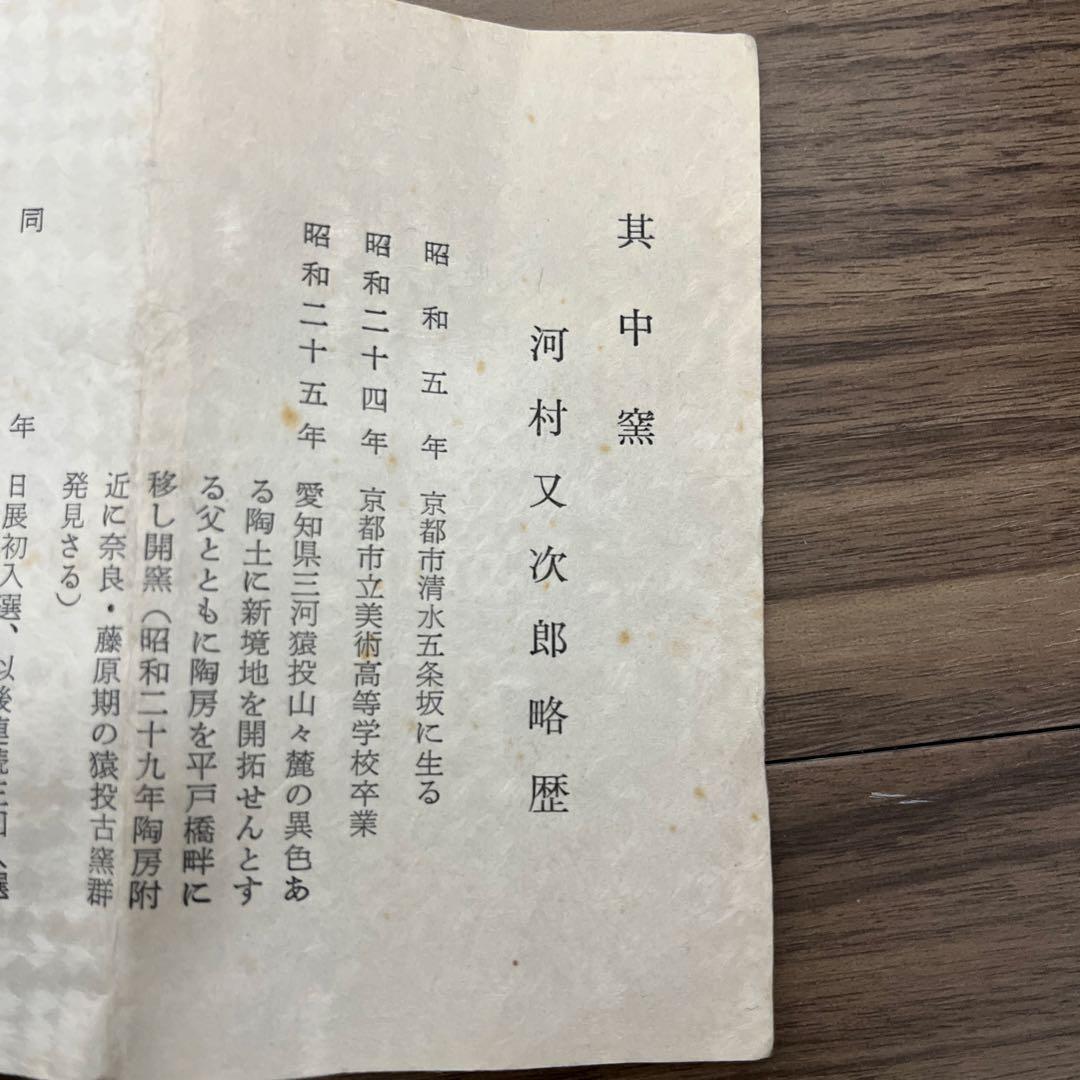 其中窯
河村又次郎略歴
昭和五年 京都市清水五条坂に生る
昭和二十四年 京都市立美術高等学校卒業
昭和二十五年 愛知県三河猿投山々麓の異色あ
る陶土に新境地を開拓せんとす
る父とともに陶房を平戸橋畔に
移し開窯（昭和二十九年陶房附
近に奈良・藤原期の猿投古窯群
発見さる）
同年 日展初入選、以後連続三回入選